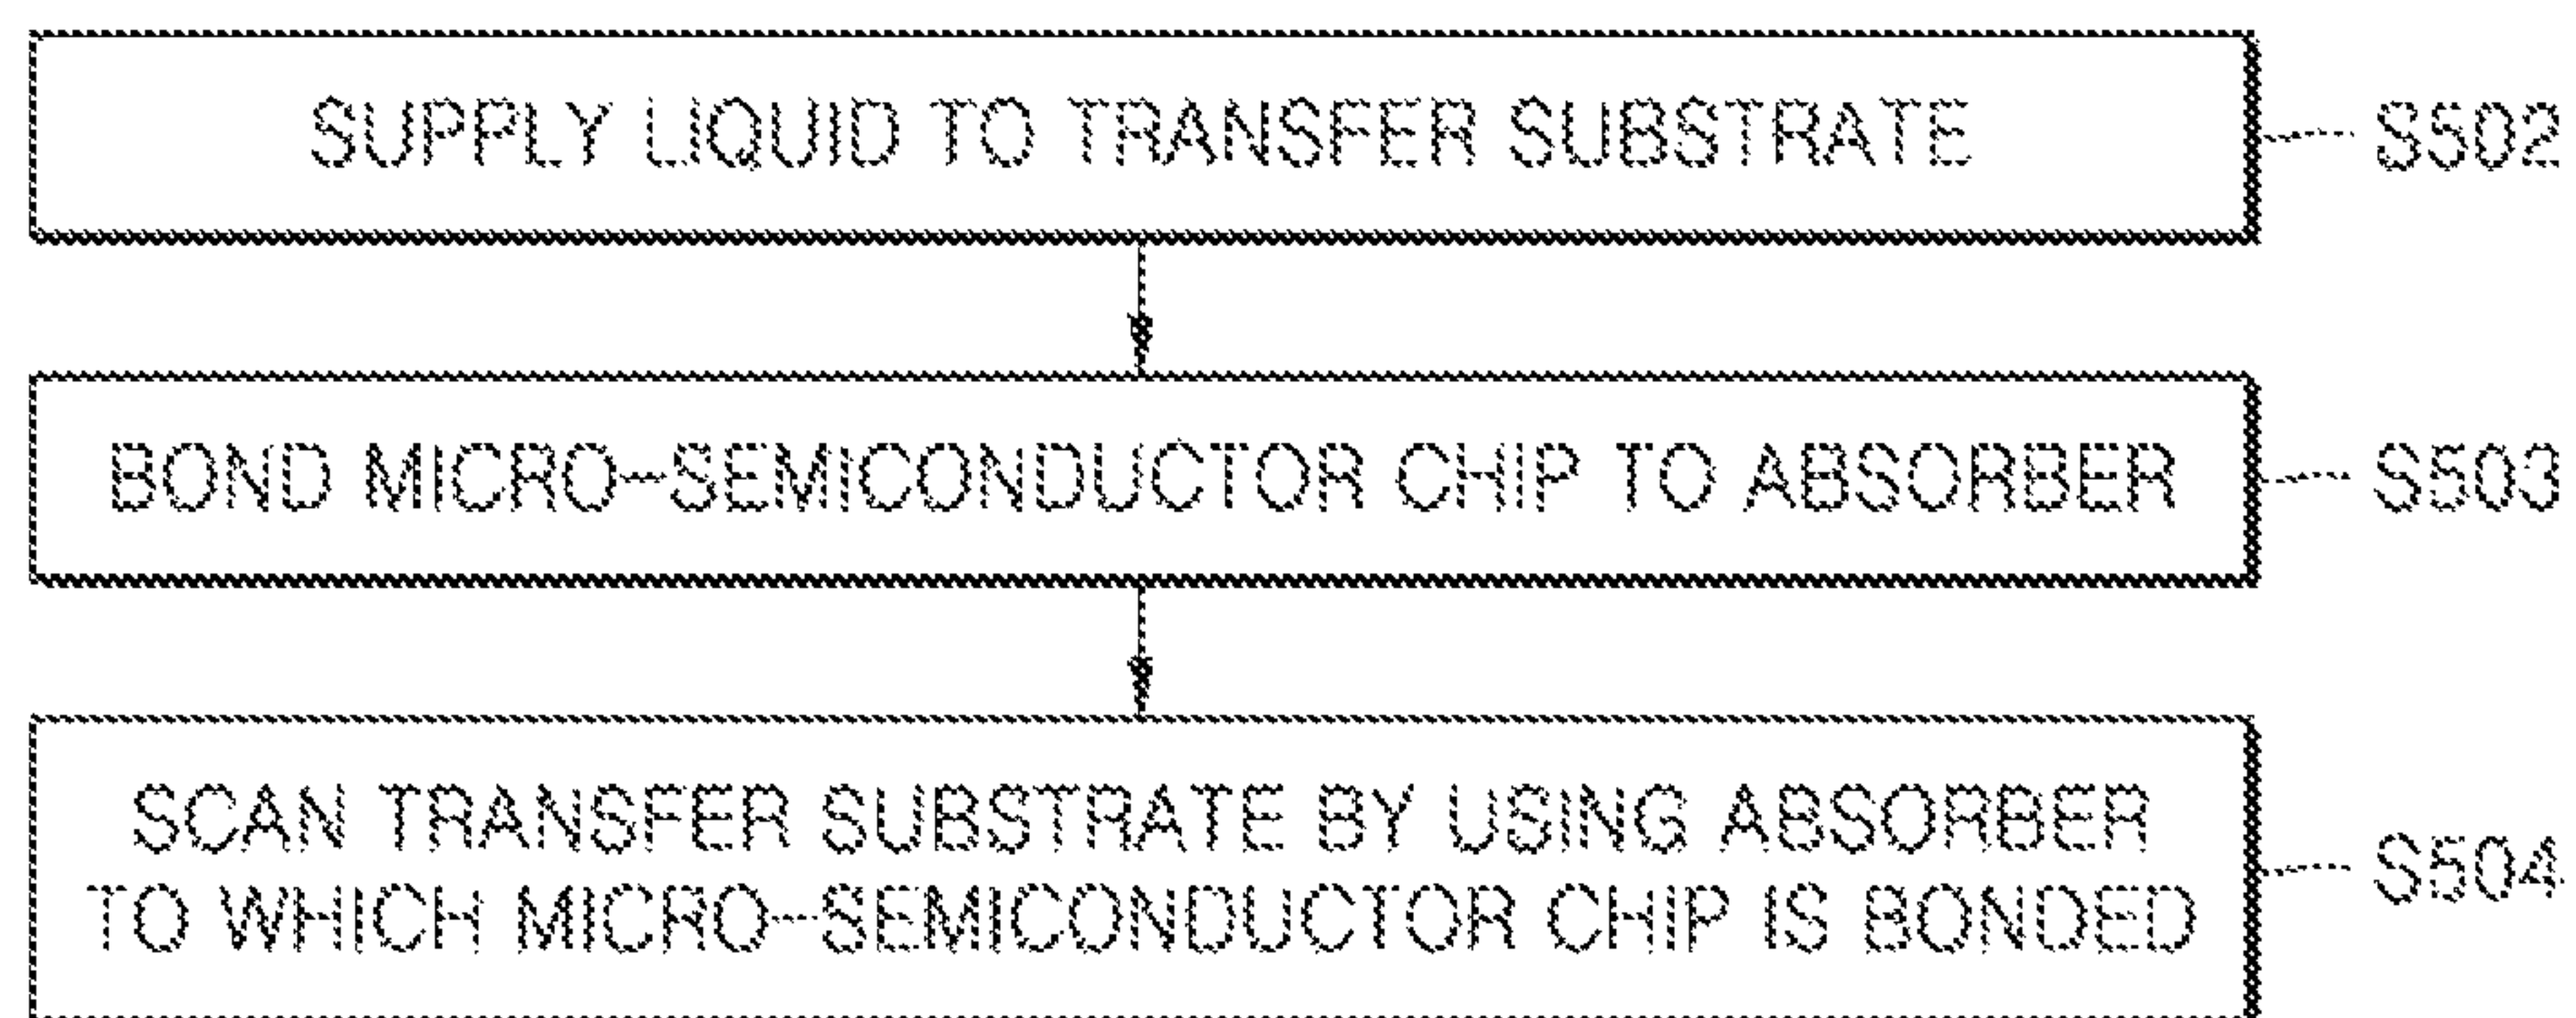 SUPPLY LIQUID TO TRANSFER SUBSTRATE
S502
BOND MICRO-SEMICONDUCTOR CHIP TO ABSORBER
S503
SCAN TRANSFER SUBSTRATE BY USING ABSORBER
TO WHICH MICRO-SEMICONDUCTOR CHIP IS BONDED
S504